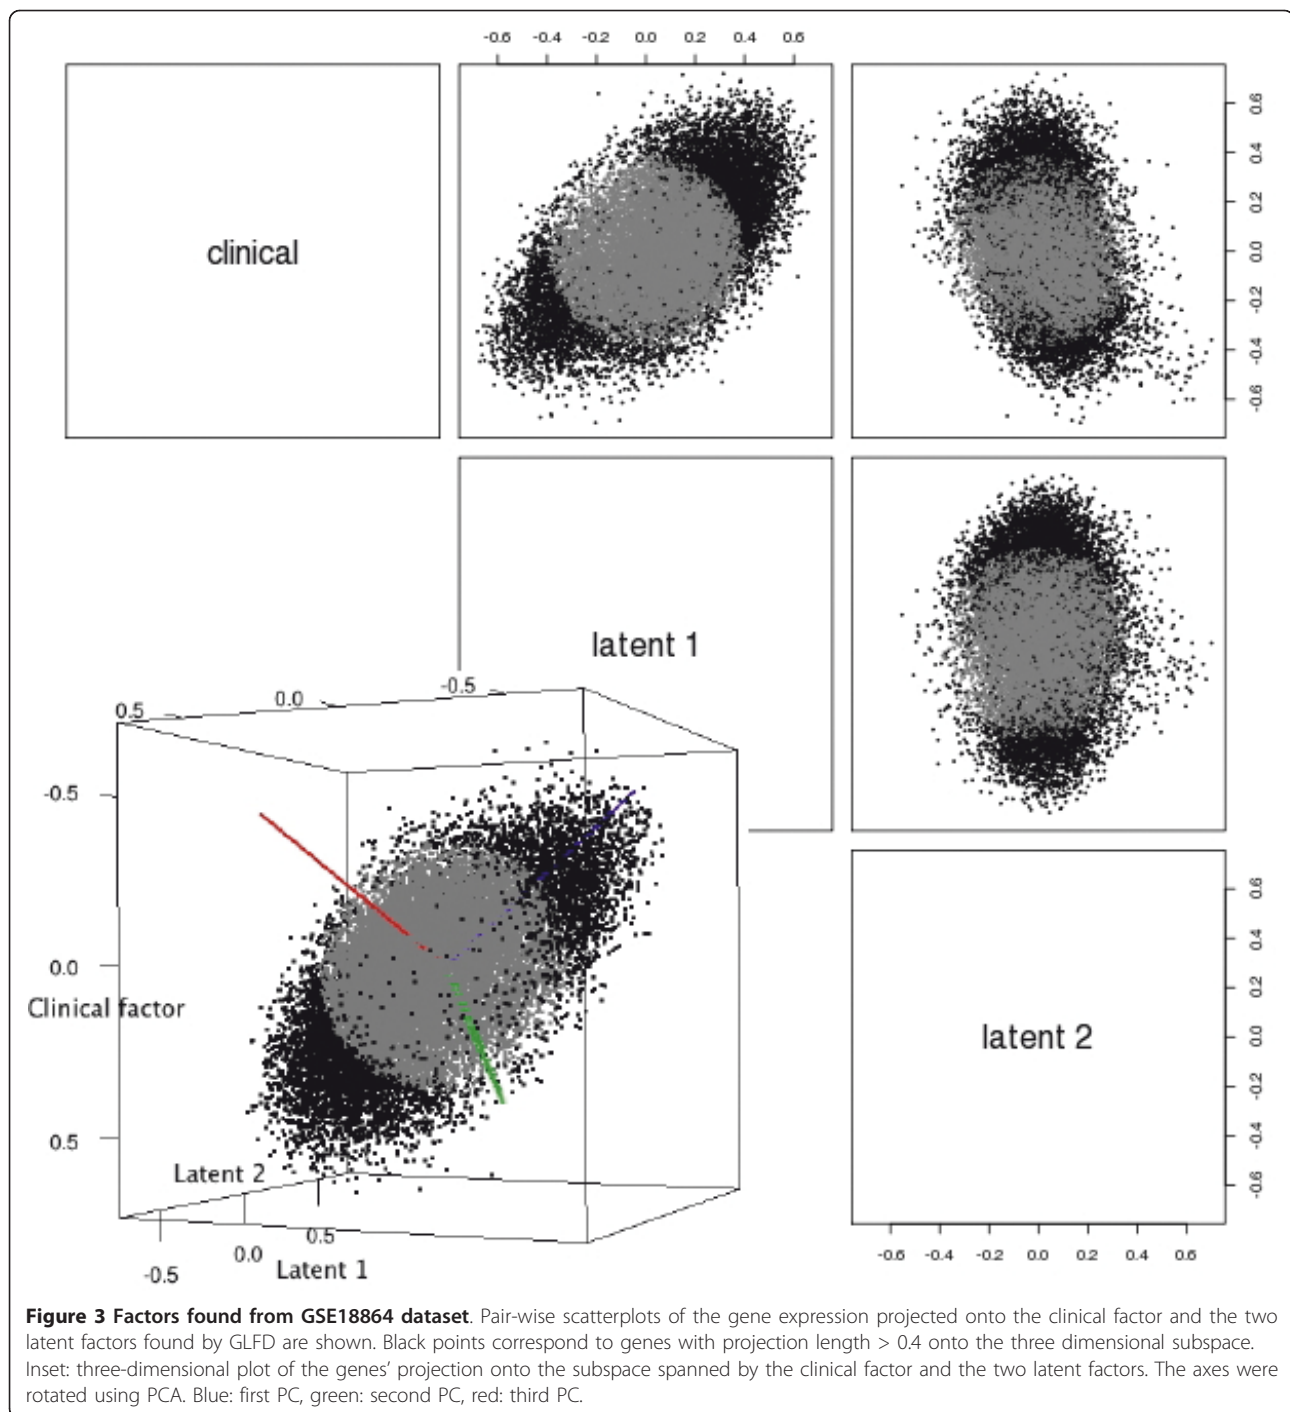 -0.6 -0.4 -0.2 0.0 0.2 0.4 0.6
clinical
0.6
0.4
0.2
0.0
-0.2
-0.4
-0.6
latent 1
0.5 0.0 -0.5
-0.5
0.0
Clinical factor
0.5
Latent 2
-0.5 0.0 0.5
Latent 1
latent 2
0.6
0.4
0.2
0.0
-0.2
-0.4
-0.6
-0.6 -0.4 -0.2 0.0 0.2 0.4 0.6
Figure 3 Factors found from GSE18864 dataset. Pair-wise scatterplots of the gene expression projected onto the clinical factor and the two
latent factors found by GLFD are shown. Black points correspond to genes with projection length > 0.4 onto the three dimensional subspace.
Inset: three-dimensional plot of the genes' projection onto the subspace spanned by the clinical factor and the two latent factors. The axes were
rotated using PCA. Blue: first PC, green: second PC, red: third PC.